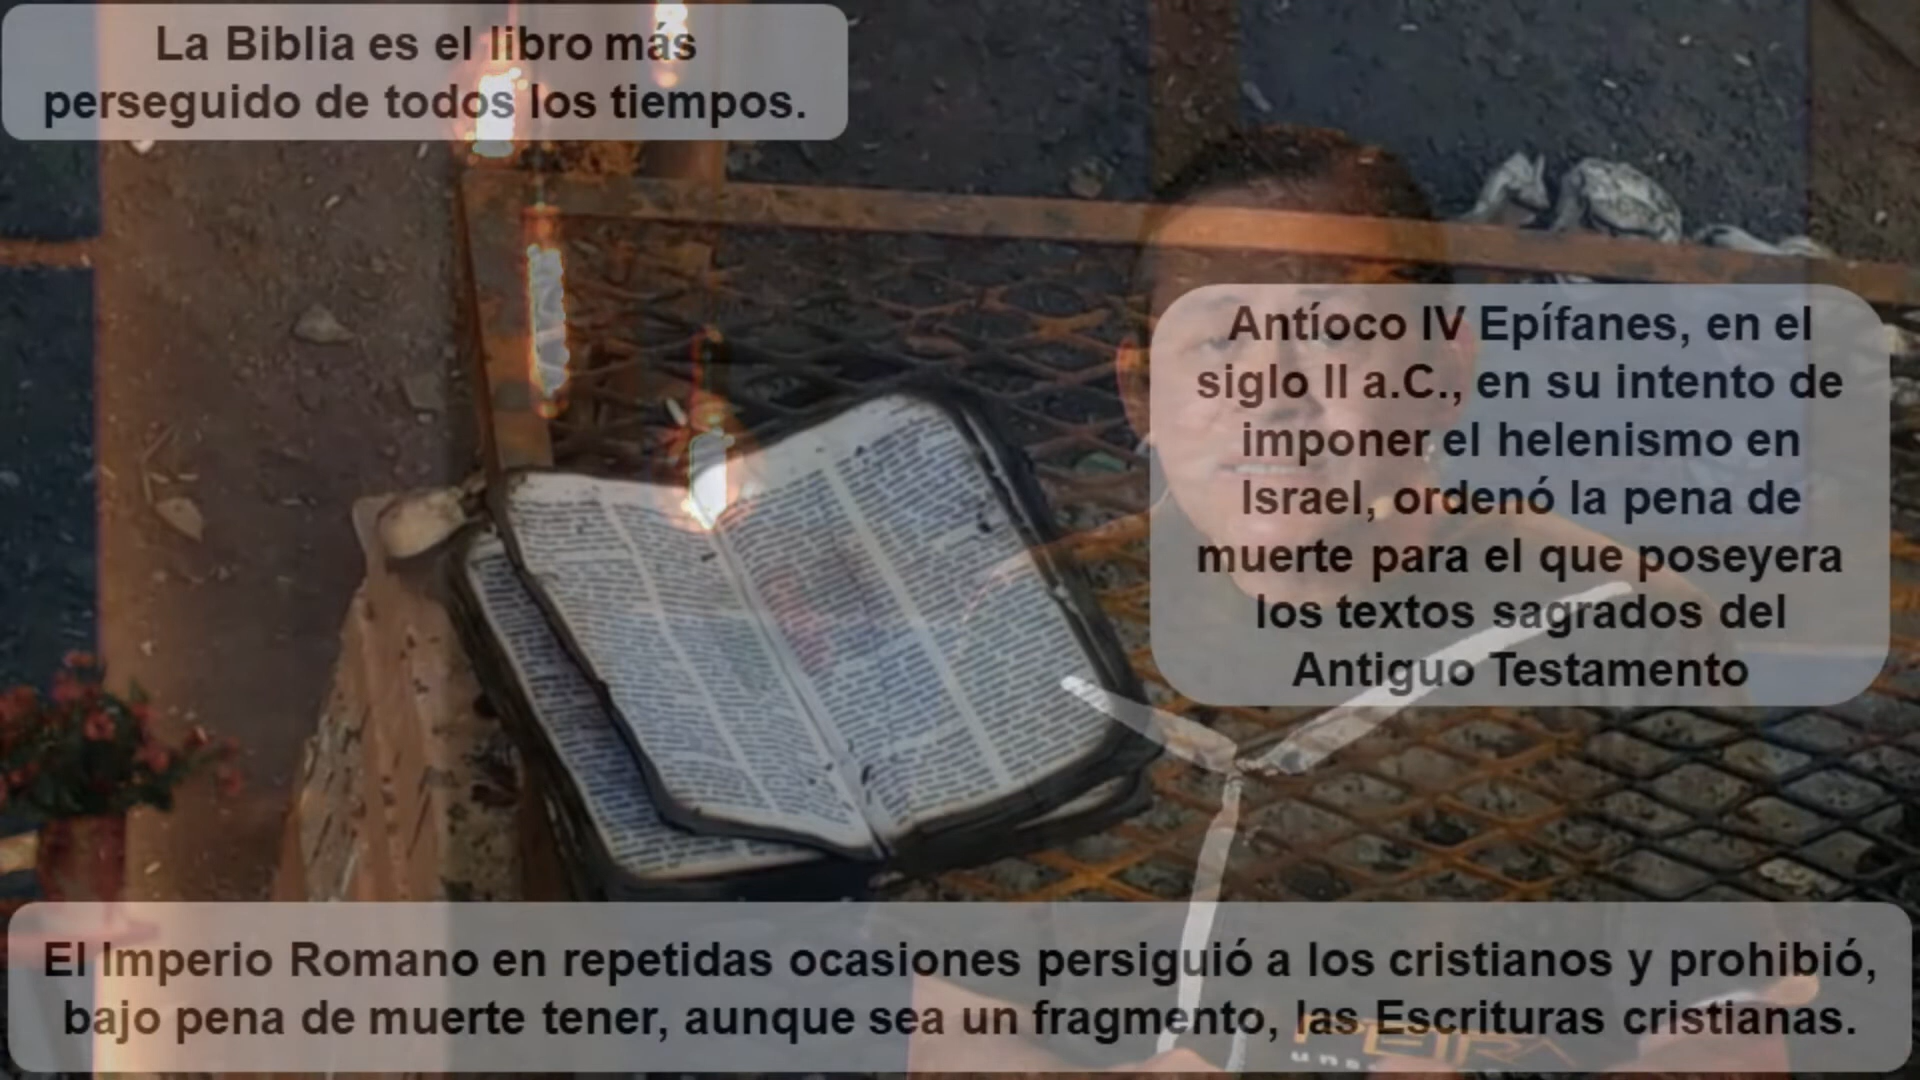 La Biblia es el libro más
perseguido de todos los tiempos.
Antíoco IV Epífanes, en el
siglo II a.C., en su intento de
imponer el helenismo en
Israel, ordenó la pena de
muerte para el que poseyera
los textos sagrados del
Antiguo Testamento
El Imperio Romano en repetidas ocasiones persiguió a los cristianos y prohibió,
bajo pena de muerte tener, aunque sea un fragmento, las Escrituras cristianas.